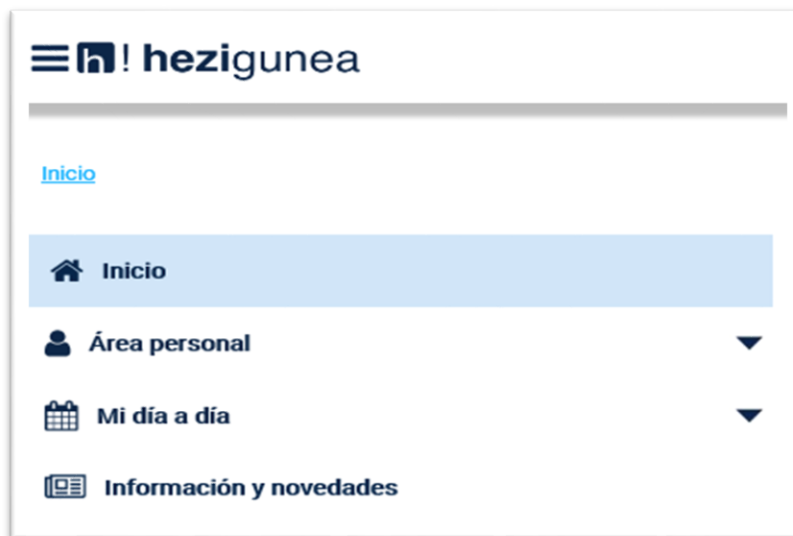 h! hezigunea
Inicio
Inicio
Área personal
Mi día a día
Información y novedades